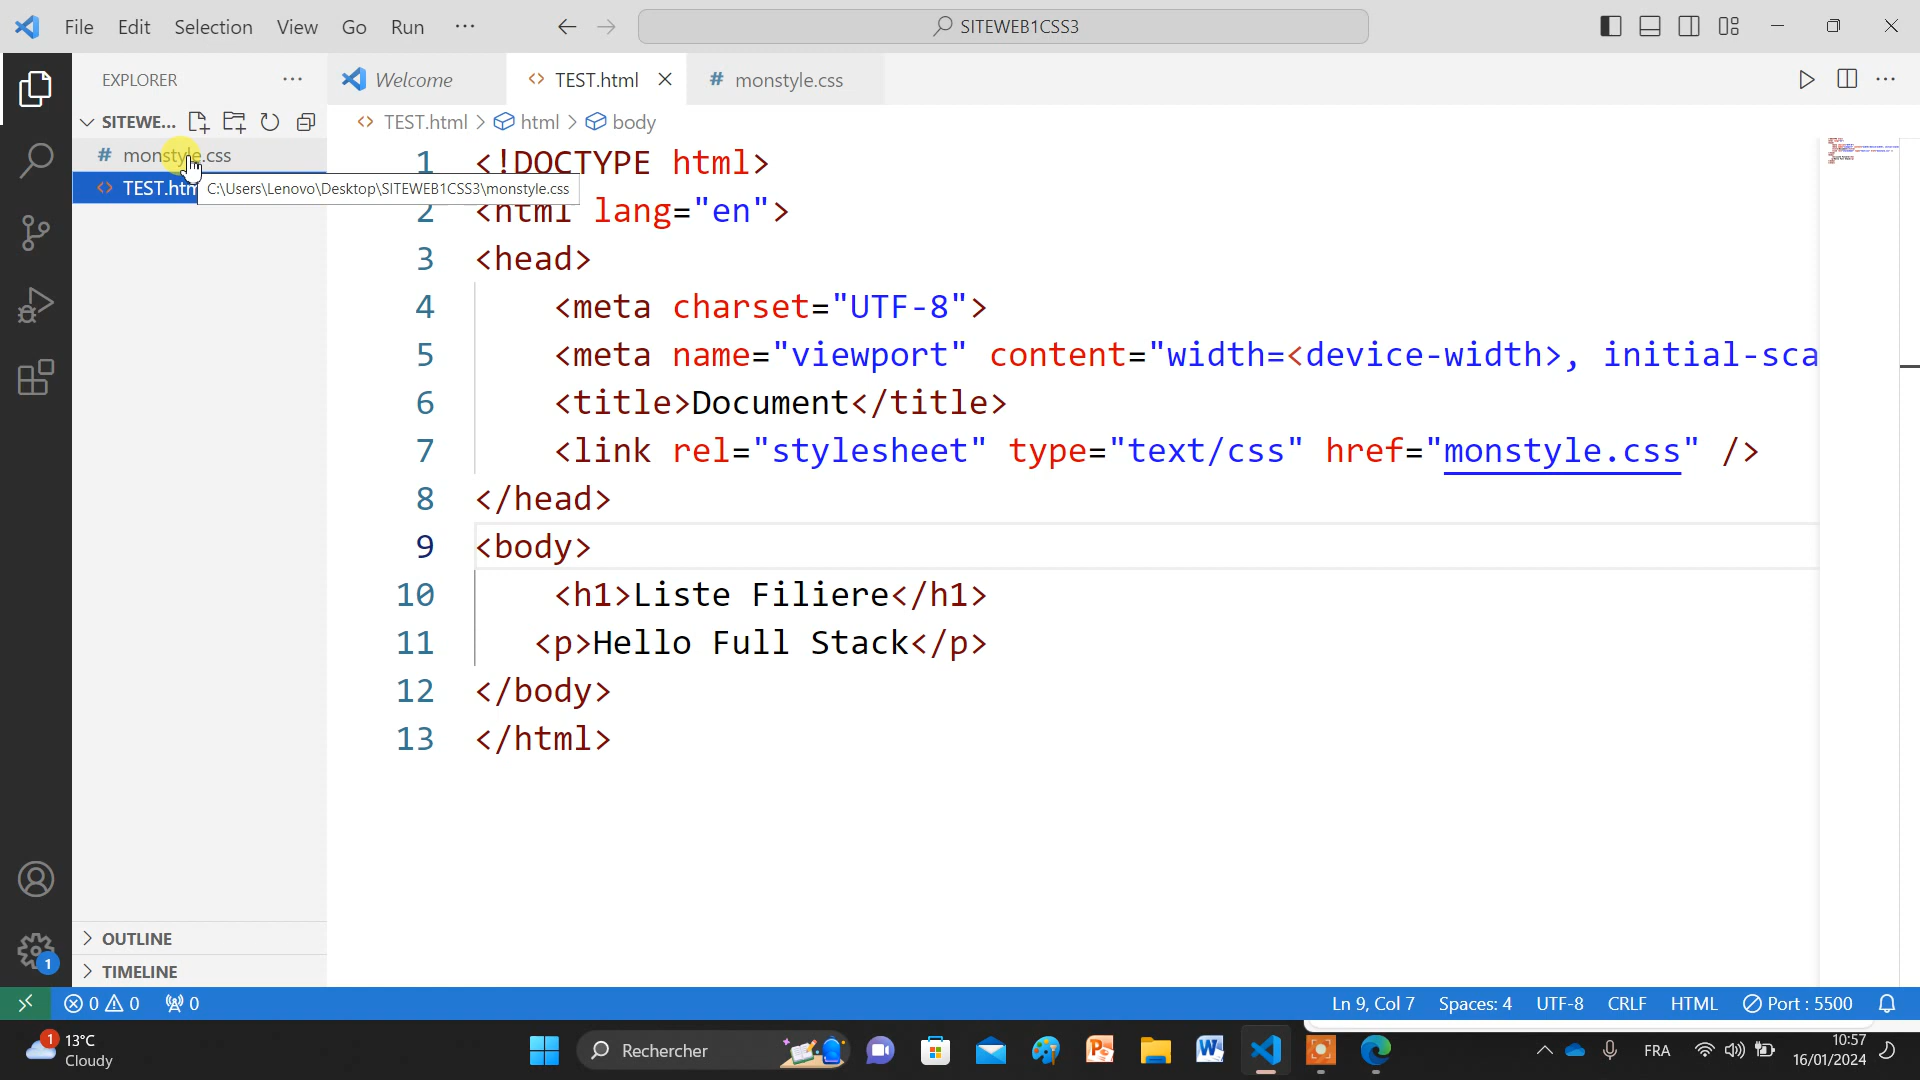 File Edit Selection View Go Run ··· SITEWEB1CSS3
EXPLORER ···
Welcome TEST.html monstyle.css
SITEWE...
TEST.html > html > body
# monstyle.css
<> TEST.htm
C:\Users\Lenovo\Desktop\SITEWEB1CSS3\monstyle.css
1 <!DOCTYPE html>
2 <html lang="en">
3 <head>
4 <meta charset="UTF-8">
5 <meta name="viewport" content="width=<device-width>, initial-sca
6 <title>Document</title>
7 <link rel="stylesheet" type="text/css" href="monstyle.css" />
8 </head>
9 <body>
10 <h1>Liste Filiere</h1>
11 <p>Hello Full Stack</p>
12 </body>
13 </html>
OUTLINE
TIMELINE
1
0 0 0 Ln 9, Col 7 Spaces: 4 UTF-8 CRLF HTML Port : 5500
1 13°C
Cloudy
Rechercher
FRA
10:57
16/01/2024